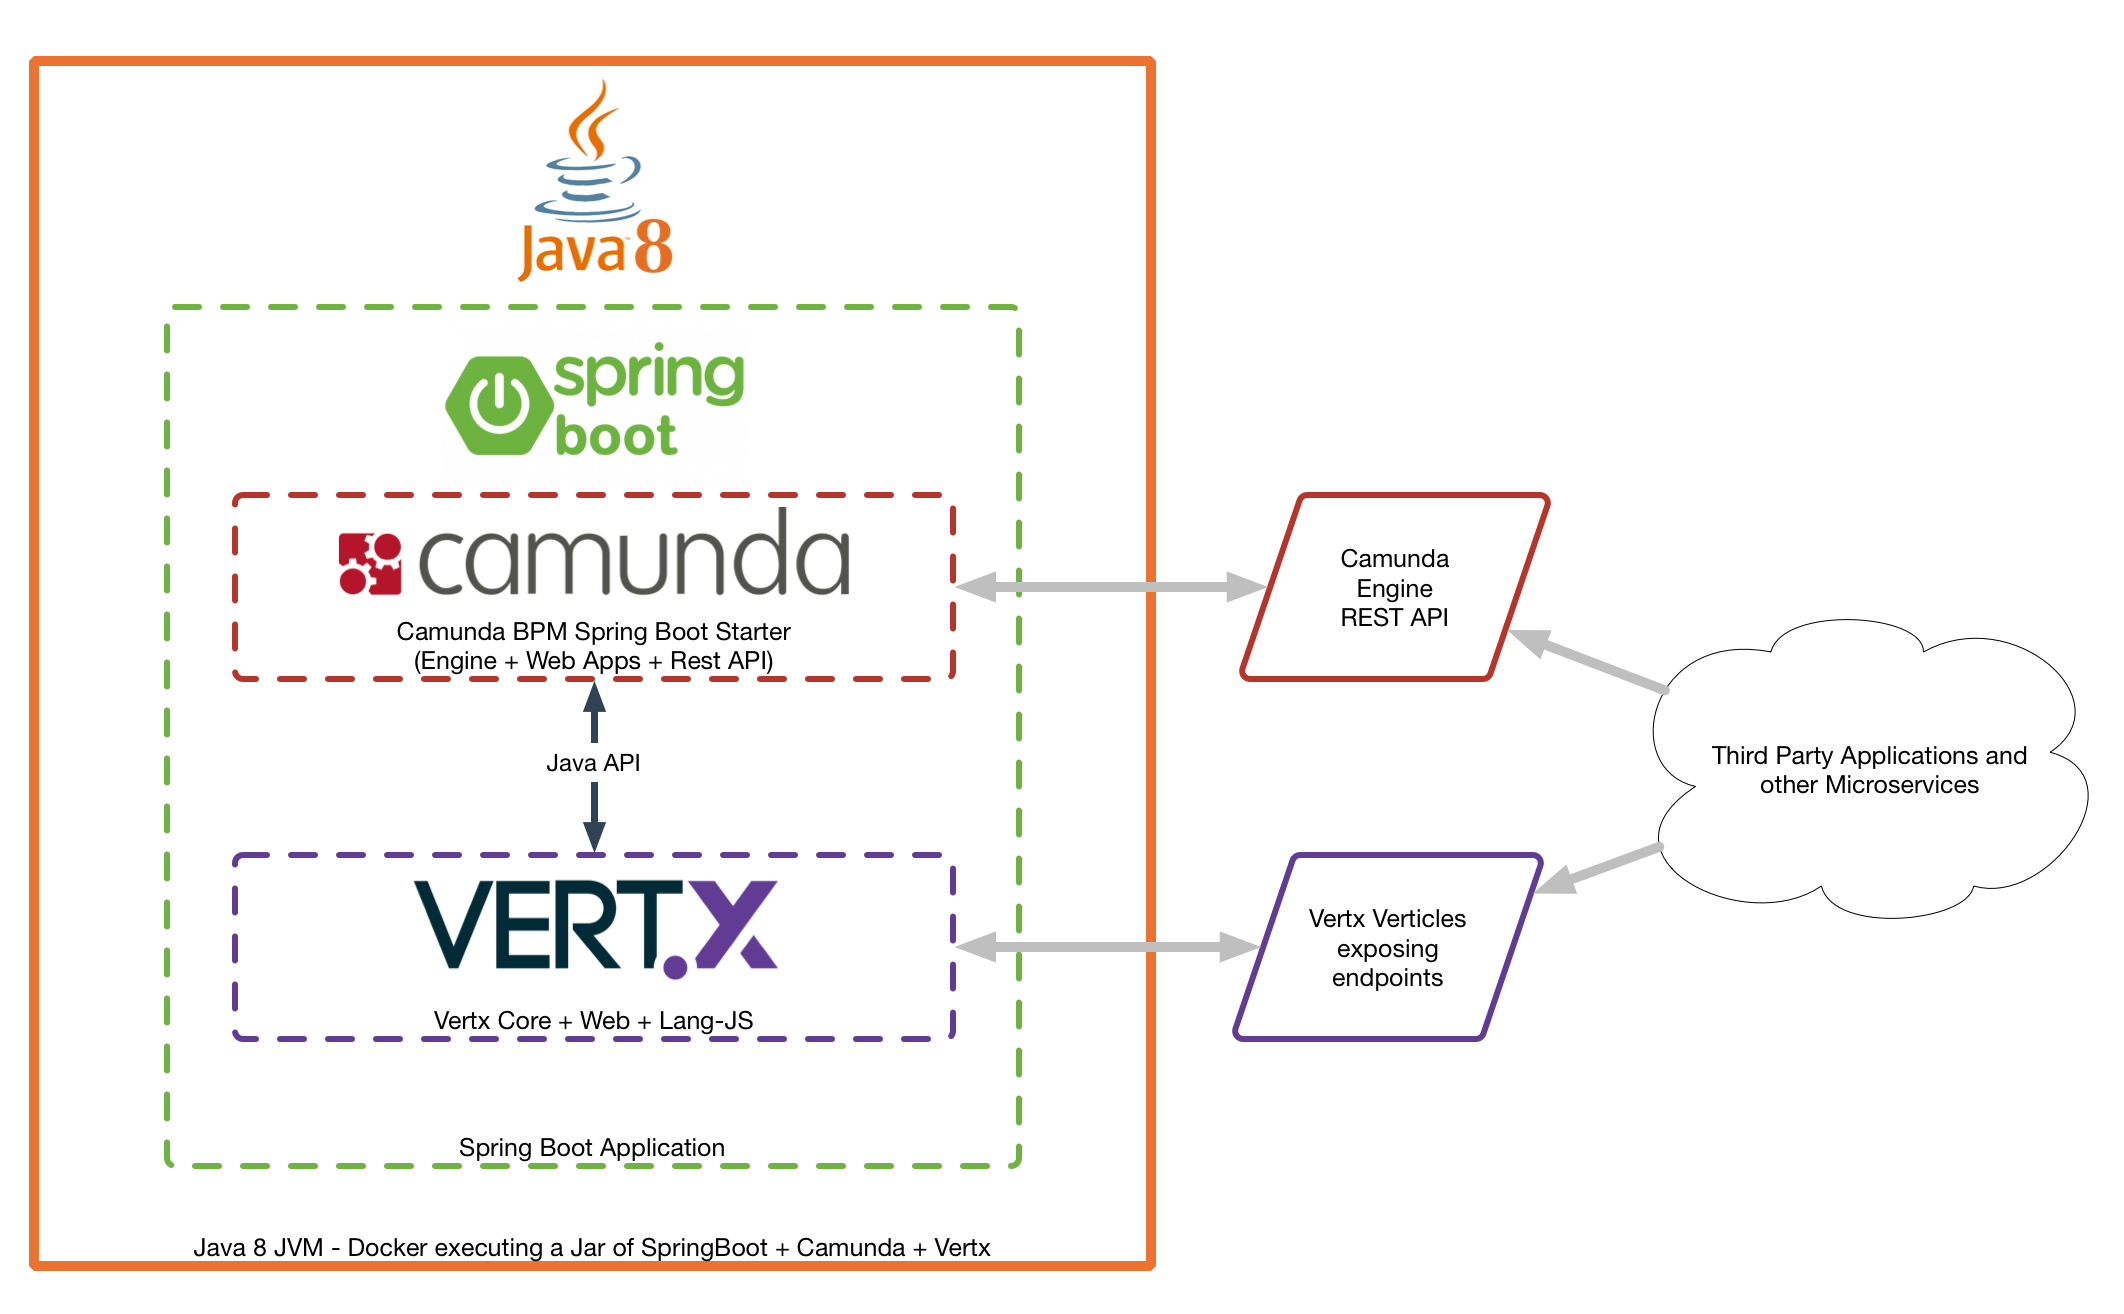 Java™ 8
spring
boot
camunda
Camunda BPM Spring Boot Starter
(Engine + Web Apps + Rest API)
Java API
VERT.X
Vertx Core + Web + Lang-JS
Spring Boot Application
Java 8 JVM - Docker executing a Jar of SpringBoot + Camunda + Vertx
Camunda
Engine
REST API
Vertx Verticles
exposing
endpoints
Third Party Applications and
other Microservices